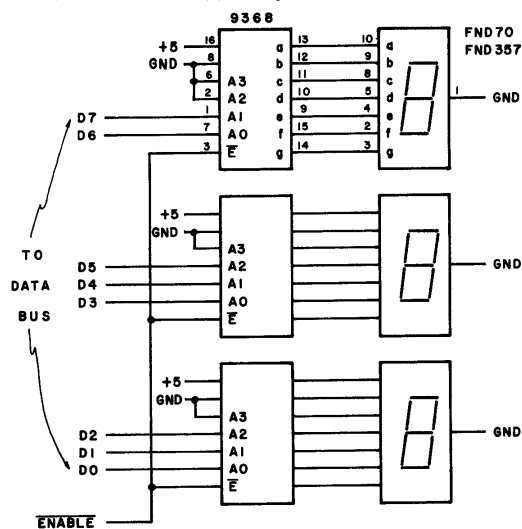 9368
+5 16 a 13 10 a FND70
GND 8 b 12 9 b FND357
6 A3 c 11 8 c
2 A2 d 10 5 d 1 GND
D7 1 A1 e 9 4 e
D6 7 A0 f 15 2 f
3 E̅ g 14 3 g
+5
GND
A3
D5 A2 GND
D4 A1
D3 A0
E̅
TO
DATA
BUS
+5
GND
A3
D2 A2 GND
D1 A1
D0 A0
E̅
E̅N̅A̅B̅L̅E̅